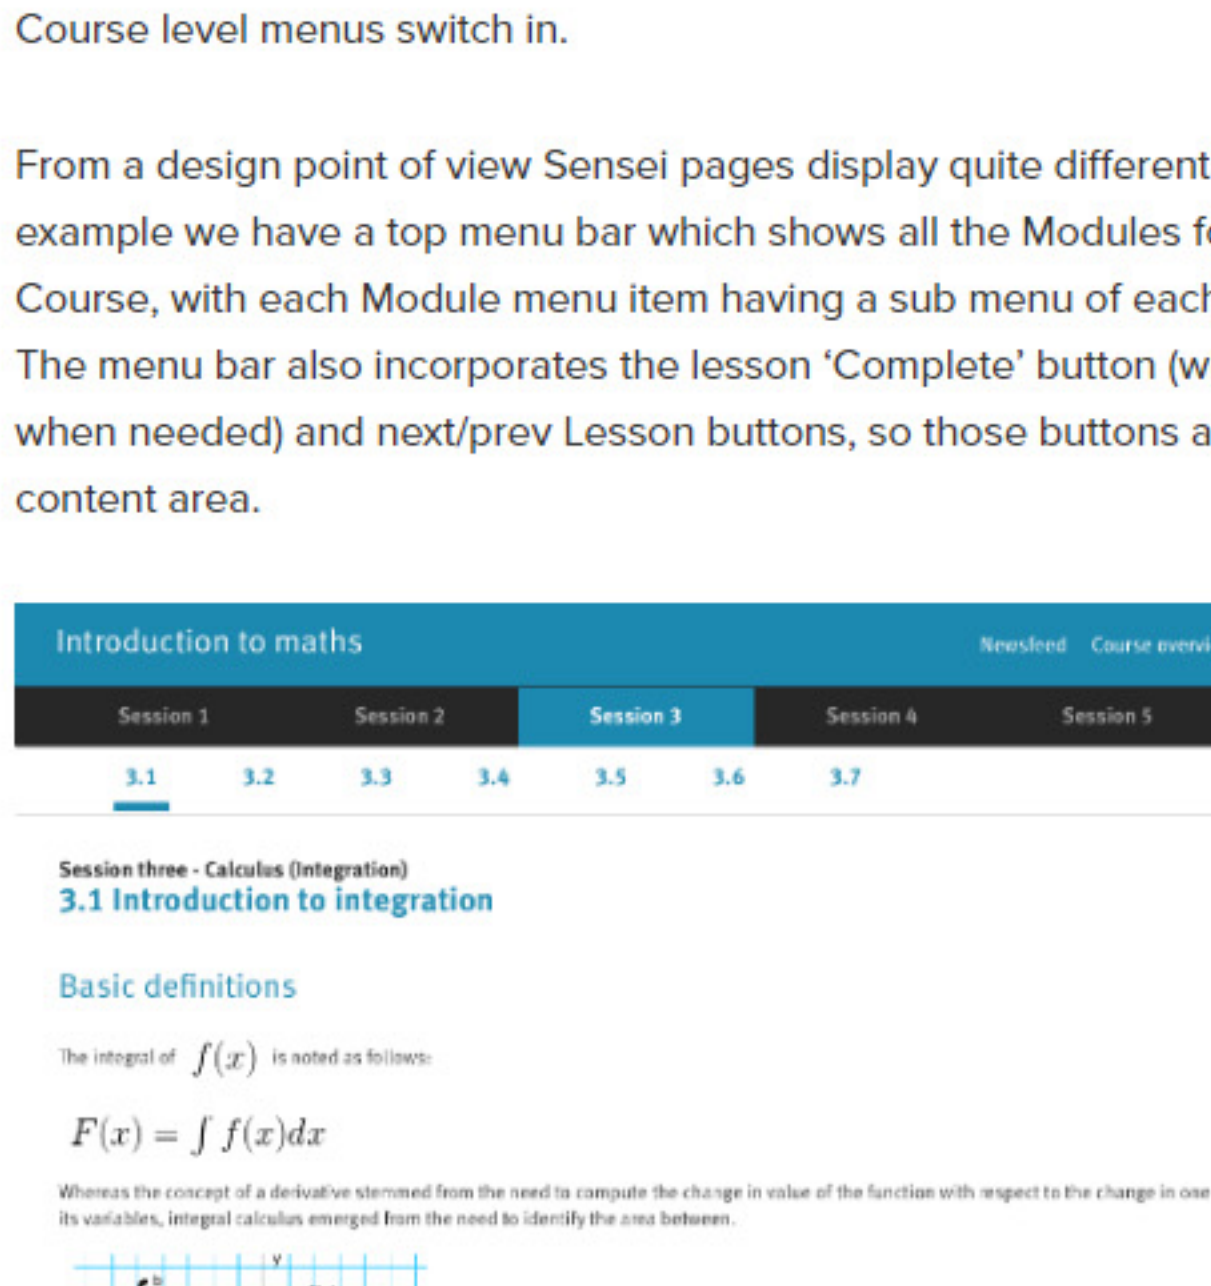 Course level menus switch in.
From a design point of view Sensei pages display quite different
example we have a top menu bar which shows all the Modules fo
Course, with each Module menu item having a sub menu of each
The menu bar also incorporates the lesson ‘Complete’ button (w
when needed) and next/prev Lesson buttons, so those buttons a
content area.
Introduction to maths Newsfeed Course overvi
Session 1 Session 2 Session 3 Session 4 Session 5
3.1 3.2 3.3 3.4 3.5 3.6 3.7
Session three - Calculus (Integration)
3.1 Introduction to integration
Basic definitions
The integral of f(x) is noted as follows:
F(x) = ∫ f(x)dx
Whereas the concept of a derivative stemmed from the need to compute the change in value of the function with respect to the change in one
its variables, integral calculus emerged from the need to identify the area between.
y
b